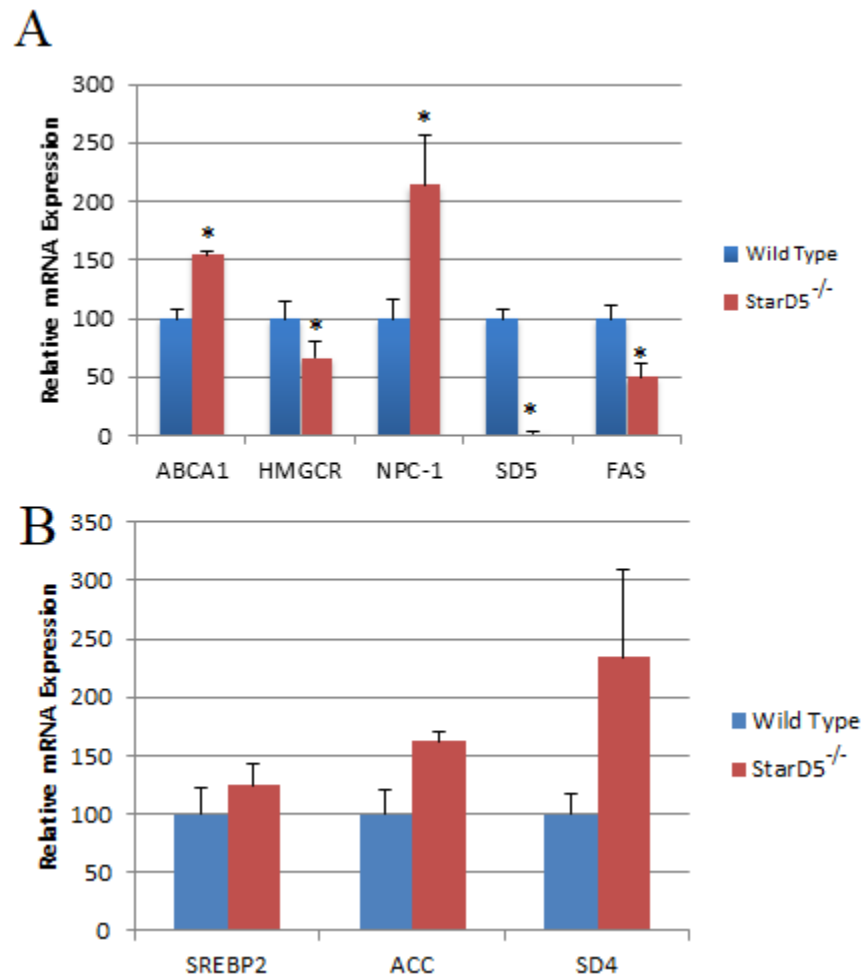 A
Relative mRNA Expression
300
250
200
150
100
50
0
*
*
*
*
*
ABCA1 HMGCR NPC-1 SD5 FAS
Wild Type
StarD5-/-
B
Relative mRNA Expression
350
300
250
200
150
100
50
0
SREBP2 ACC SD4
Wild Type
StarD5-/-